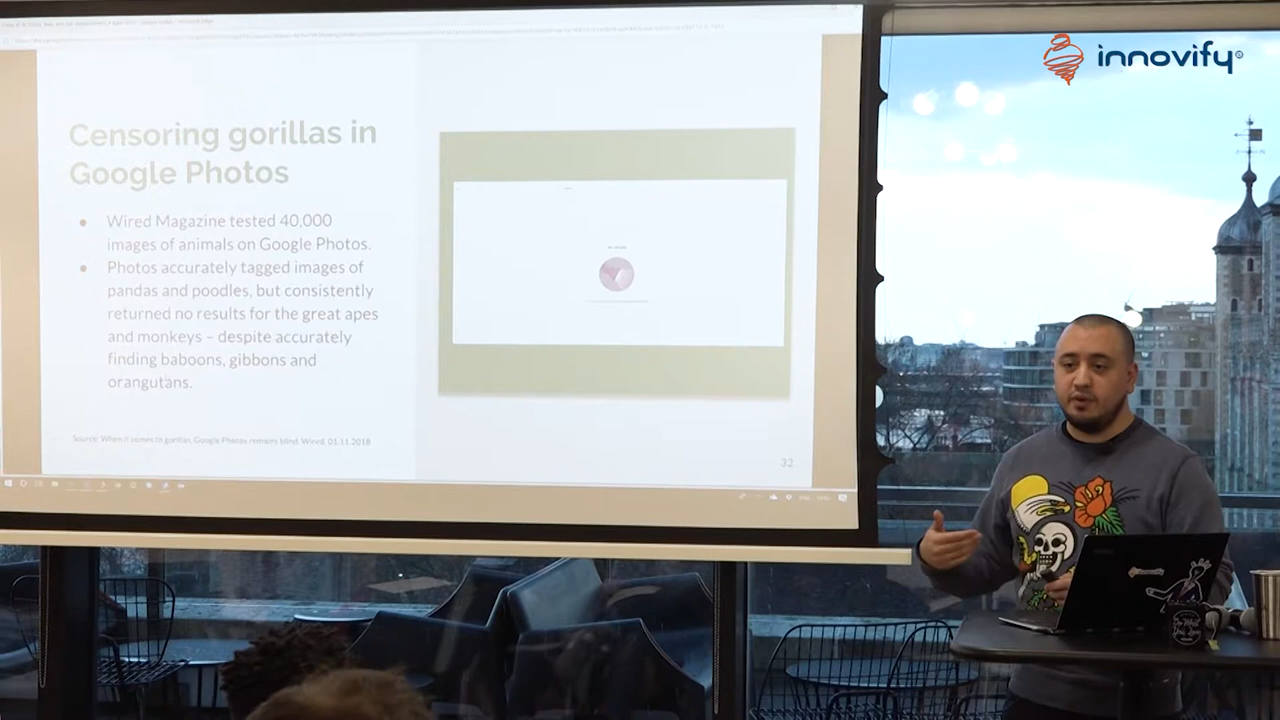 innovify
Censoring gorillas in
Google Photos
● Wired Magazine tested 40,000
images of animals on Google Photos.
● Photos accurately tagged images of
pandas and poodles, but consistently
returned no results for the great apes
and monkeys – despite accurately
finding baboons, gibbons and
orangutans.
Source: When it comes to gorillas, Google Photos remains blind. Wired, 01.11.2018
32